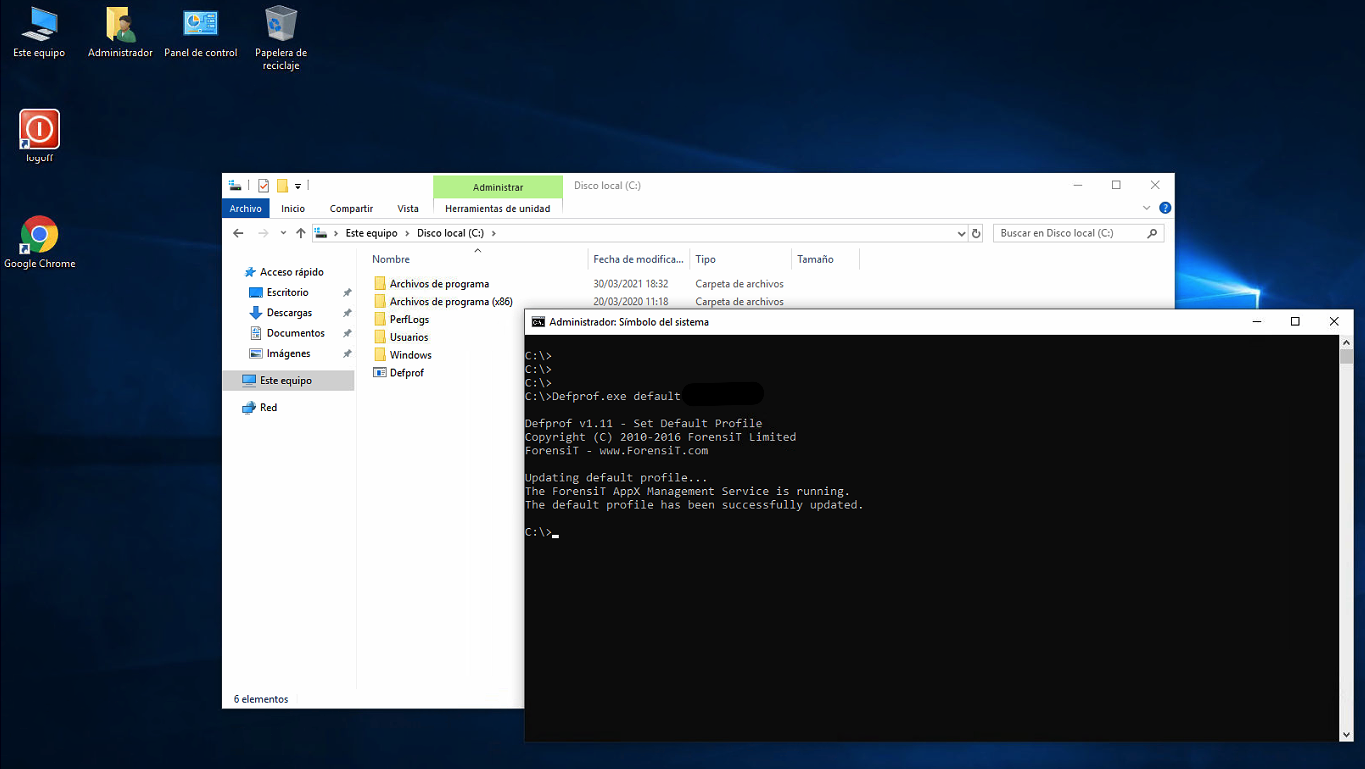 Este equipo
Administrador
Panel de control
Papelera de
reciclaje
logoff
Google Chrome
Administrar
Disco local (C:)
Archivo
Inicio
Compartir
Vista
Herramientas de unidad
Este equipo > Disco local (C:) >
Buscar en Disco local (C:)
Nombre
Fecha de modifica...
Tipo
Tamaño
Acceso rápido
Escritorio
Descargas
Documentos
Imágenes
Este equipo
Red
Archivos de programa 30/03/2021 18:32 Carpeta de archivos
Archivos de programa (x86) 20/03/2020 11:18 Carpeta de archivos
PerfLogs
Usuarios
Windows
Defprof
6 elementos
Administrador: Símbolo del sistema
C:\>
C:\>
C:\>
C:\>Defprof.exe default
Defprof v1.11 - Set Default Profile
Copyright (C) 2010-2016 ForensiT Limited
ForensiT - www.ForensiT.com
Updating default profile...
The ForensiT AppX Management Service is running.
The default profile has been successfully updated.
C:\>